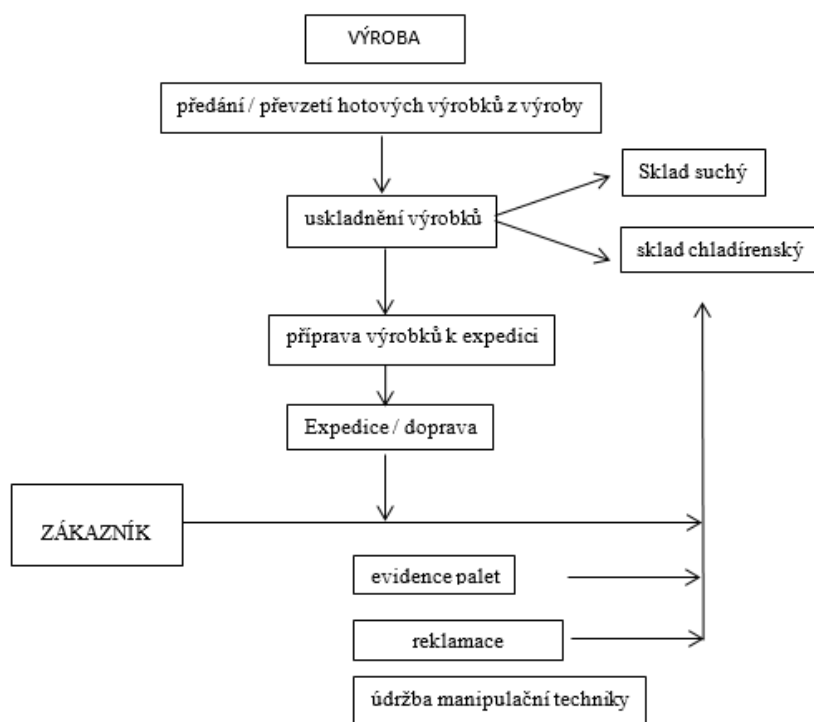 VÝROBA
předání / převzetí hotových výrobků z výroby
Sklad suchý
uskladnění výrobků
sklad chladírenský
příprava výrobků k expedici
Expedice / doprava
ZÁKAZNÍK
evidence palet
reklamace
údržba manipulační techniky